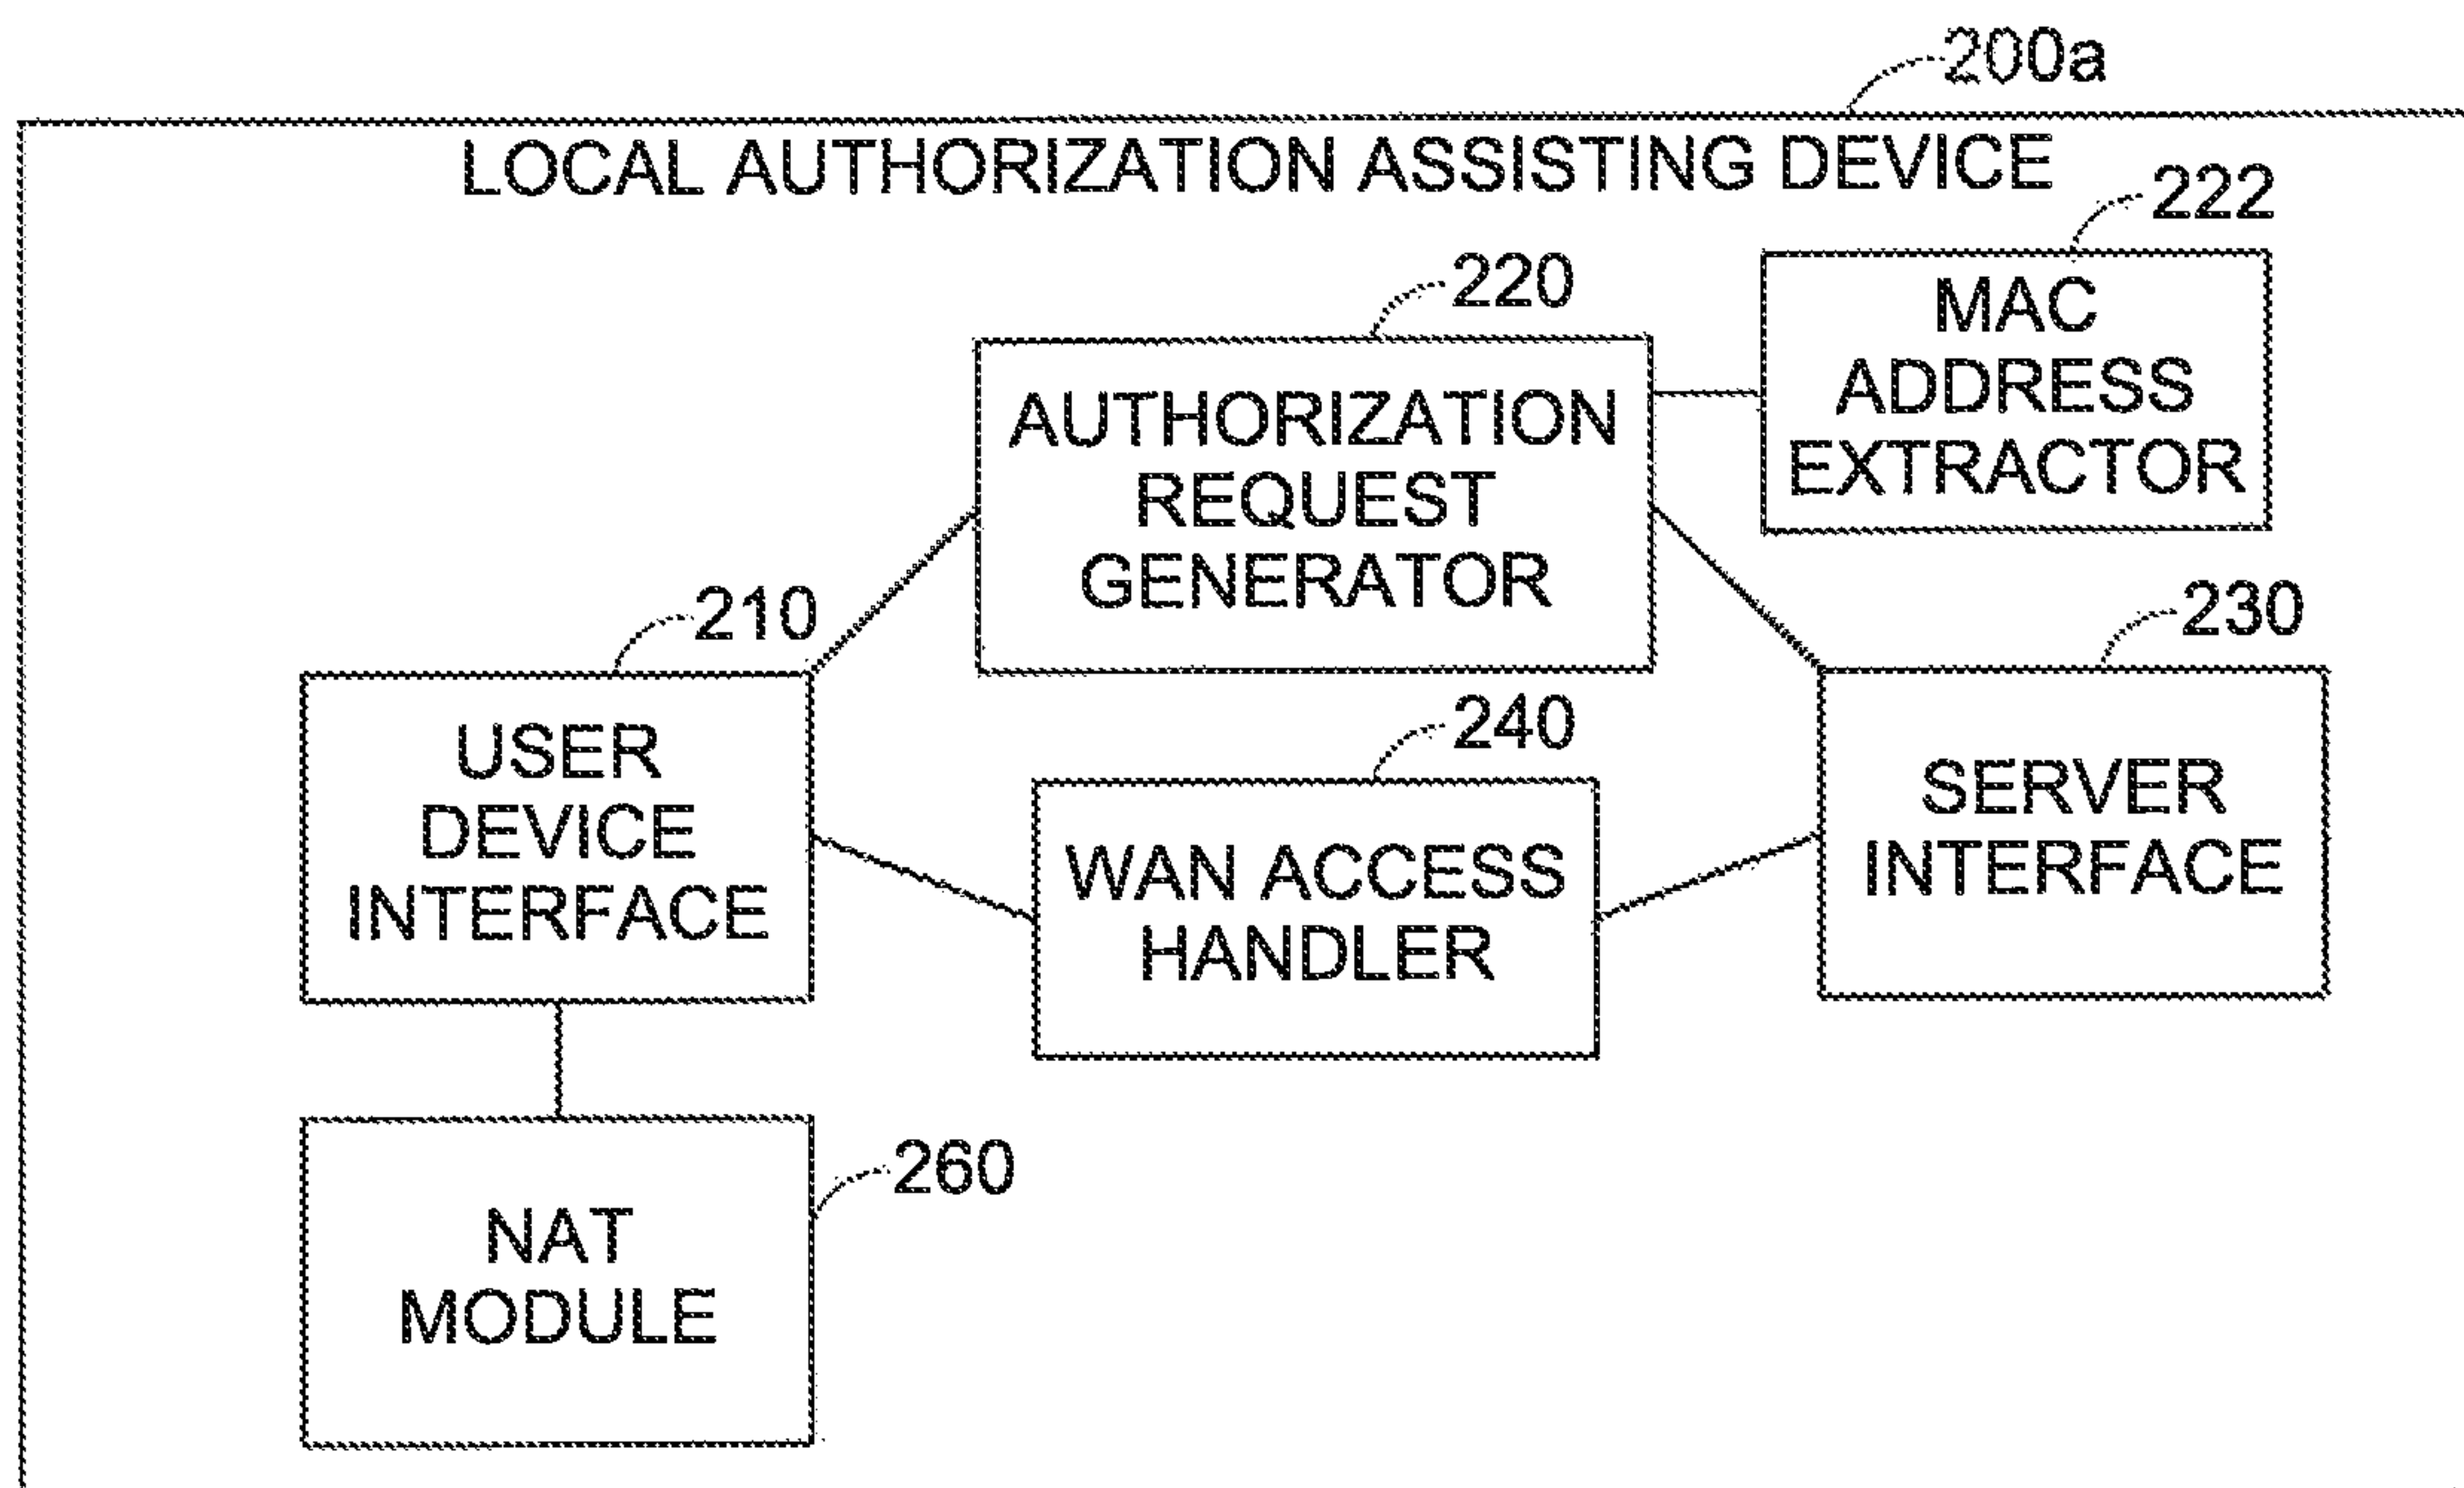 200a
LOCAL AUTHORIZATION ASSISTING DEVICE
222
MAC
ADDRESS
EXTRACTOR
220
AUTHORIZATION
REQUEST
GENERATOR
210
USER
DEVICE
INTERFACE
230
SERVER
INTERFACE
240
WAN ACCESS
HANDLER
260
NAT
MODULE